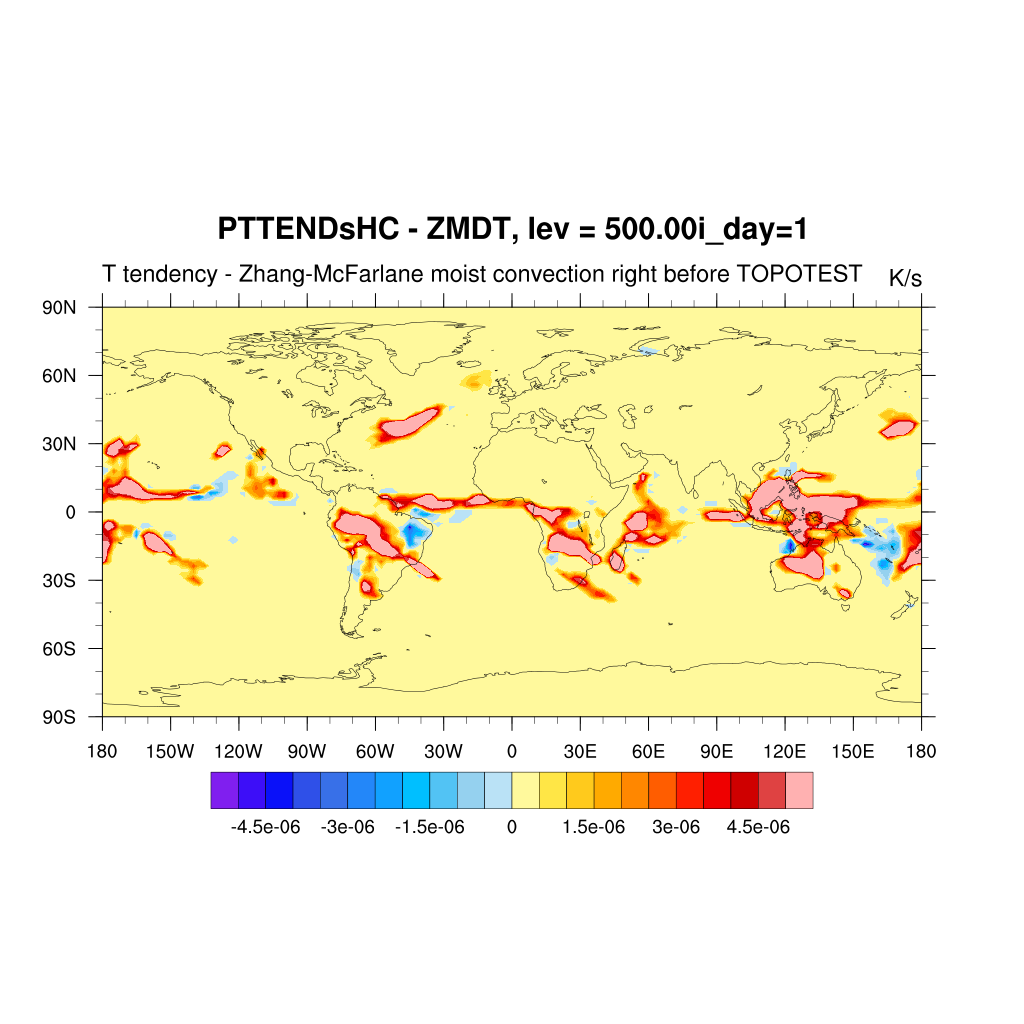 PTTENDsHC - ZMDT, lev = 500.00i_day=1
T tendency - Zhang-McFarlane moist convection right before TOPOTEST K/s
90N
60N
30N
0
30S
60S
90S
180 150W 120W 90W 60W 30W 0 30E 60E 90E 120E 150E 180
-4.5e-06 -3e-06 -1.5e-06 0 1.5e-06 3e-06 4.5e-06